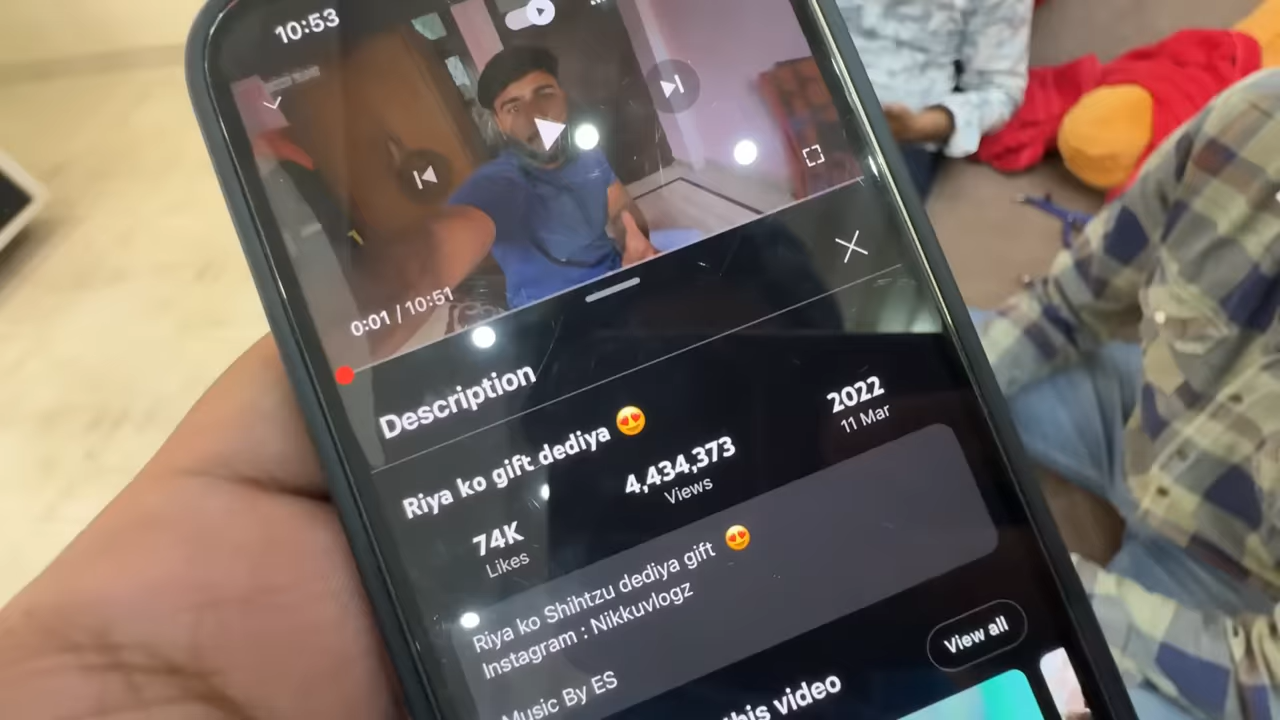 10:53
0:01 / 10:51
Description
Riya ko gift dediya 😍
74K
Likes
4,434,373
Views
2022
11 Mar
Riya ko Shihtzu dediya gift 😍
Instagram : Nikkuvlogz
Music By ES
this video
View all